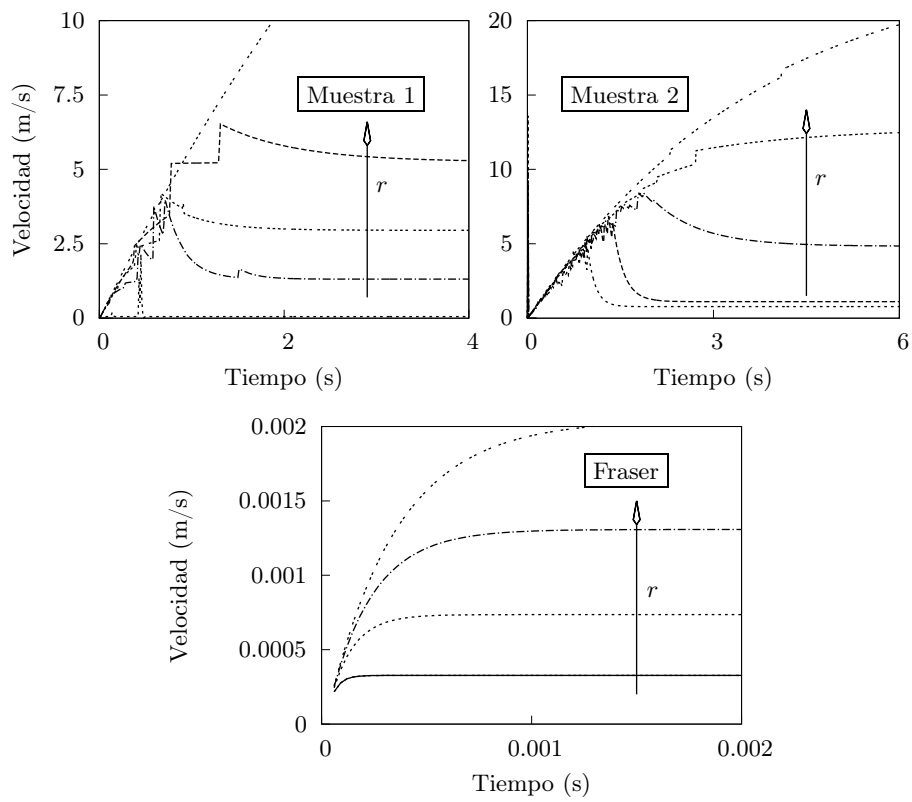 10
7.5
5
2.5
0
0
2
4
Velocidad (m/s)
Tiempo (s)
Muestra 1
r
20
15
10
5
0
0
3
6
Tiempo (s)
Muestra 2
r
0.002
0.0015
0.001
0.0005
0
0
0.001
0.002
Velocidad (m/s)
Tiempo (s)
Fraser
r